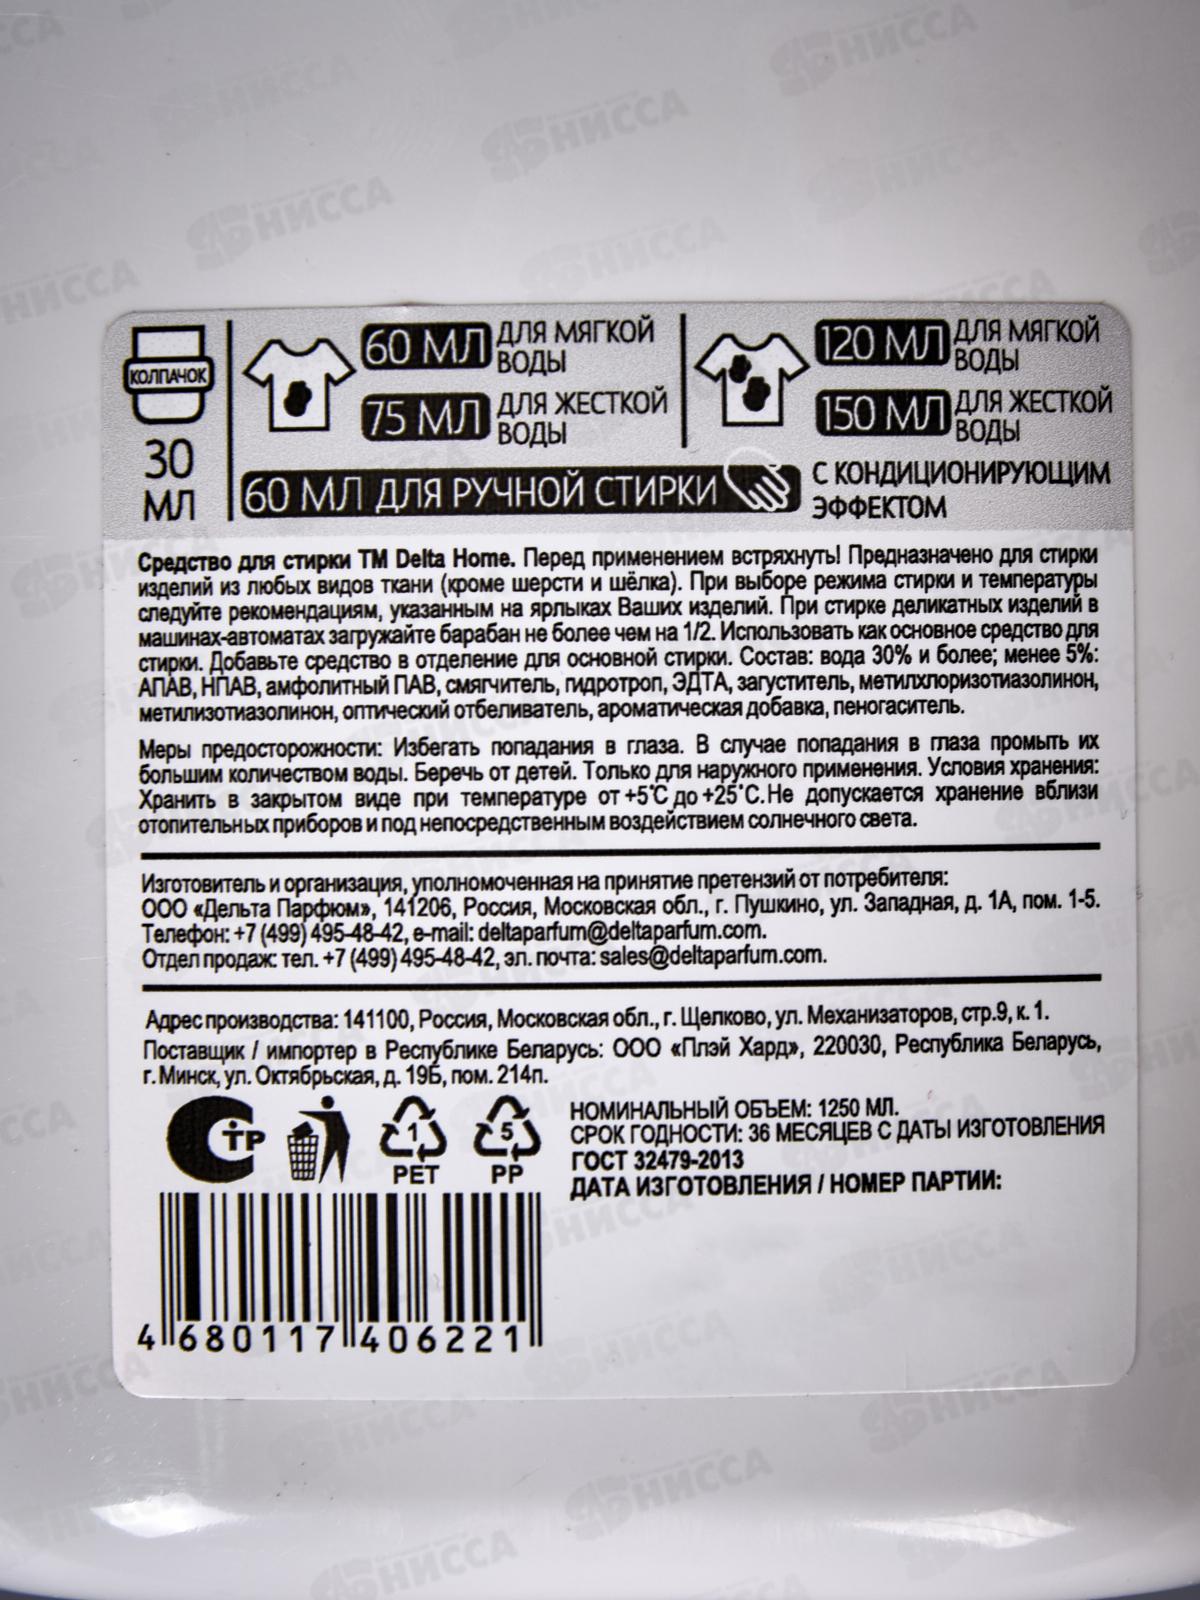 КОЛПАЧОК
30
МЛ
60 МЛ ДЛЯ МЯГКОЙ ВОДЫ
75 МЛ ДЛЯ ЖЕСТКОЙ ВОДЫ
120 МЛ ДЛЯ МЯГКОЙ ВОДЫ
150 МЛ ДЛЯ ЖЕСТКОЙ ВОДЫ
60 МЛ ДЛЯ РУЧНОЙ СТИРКИ
С КОНДИЦИОНИРУЮЩИМ
ЭФФЕКТОМ
Средство для стирки ТМ Delta Home. Перед применением встряхнуть! Предназначено для стирки
изделий из любых видов ткани (кроме шерсти и шёлка). При выборе режима стирки и температуры
следуйте рекомендациям, указанным на ярлыках Ваших изделий. При стирке деликатных изделий в
машинах-автоматах загружайте барабан не более чем на 1/2. Использовать как основное средство для
стирки. Добавьте средство в отделение для основной стирки. Состав: вода 30% и более; менее 5%:
АПАВ, НПАВ, амфолитный ПАВ, смягчитель, гидротроп, ЭДТА, загуститель, метилхлоризотиазолинон,
метилизотиазолинон, оптический отбеливатель, ароматическая добавка, пеногаситель.
Меры предосторожности: Избегать попадания в глаза. В случае попадания в глаза промыть их
большим количеством воды. Беречь от детей. Только для наружного применения. Условия хранения:
Хранить в закрытом виде при температуре от +5˚С до +25˚С. Не допускается хранение вблизи
отопительных приборов и под непосредственным воздействием солнечного света.
Изготовитель и организация, уполномоченная на принятие претензий от потребителя:
ООО «Дельта Парфюм», 141206, Россия, Московская обл., г. Пушкино, ул. Западная, д. 1А, пом. 1-5.
Телефон: +7 (499) 495-48-42, e-mail: deltaparfum@deltaparfum.com.
Отдел продаж: тел. +7 (499) 495-48-42, эл. почта: sales@deltaparfum.com.
Адрес производства: 141100, Россия, Московская обл., г. Щелково, ул. Механизаторов, стр.9, к. 1.
Поставщик / импортер в Республике Беларусь: ООО «Плэй Хард», 220030, Республика Беларусь,
г. Минск, ул. Октябрьская, д. 19Б, пом. 214п.
СТР
1
PET
5
PP
НОМИНАЛЬНЫЙ ОБЪЕМ: 1250 МЛ.
СРОК ГОДНОСТИ: 36 МЕСЯЦЕВ С ДАТЫ ИЗГОТОВЛЕНИЯ
ГОСТ 32479-2013
ДАТА ИЗГОТОВЛЕНИЯ / НОМЕР ПАРТИИ:
4 680117 406221
НИССА